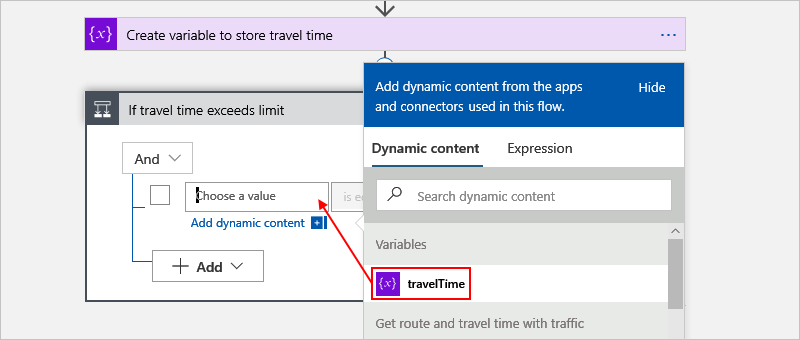 {x} Create variable to store travel time ...
If travel time exceeds limit
And
Choose a value
is e
Add dynamic content
Add
Add dynamic content from the apps
and connectors used in this flow.
Hide
Dynamic content Expression
Search dynamic content
Variables
{x} travelTime
Get route and travel time with traffic